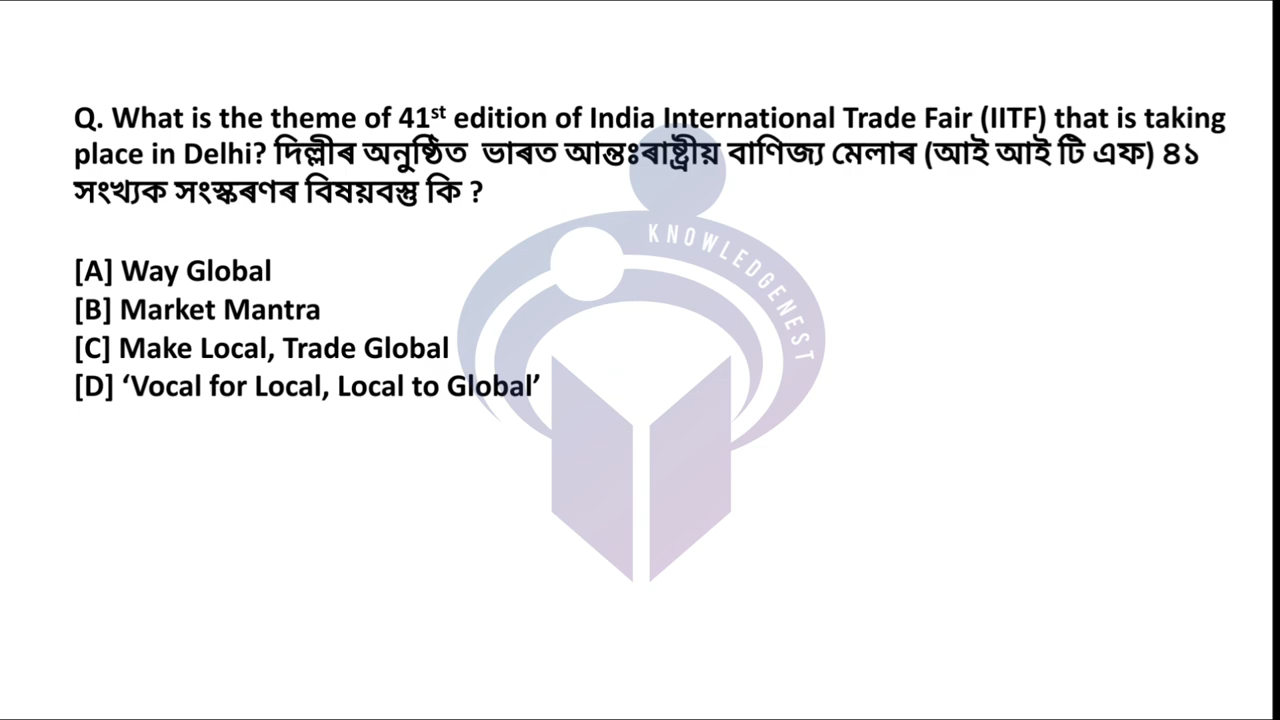 Q. What is the theme of 41st edition of India International Trade Fair (IITF) that is taking
place in Delhi? দিল্লীৰ অনুষ্ঠিত ভাৰত আন্তঃৰাষ্ট্ৰীয় বাণিজ্য মেলাৰ (আই আই টি এফ) ৪১
সংখ্যক সংস্কৰণৰ বিষয়বস্তু কি ?
KNOWLEDGENEST
[A] Way Global
[B] Market Mantra
[C] Make Local, Trade Global
[D] ‘Vocal for Local, Local to Global’